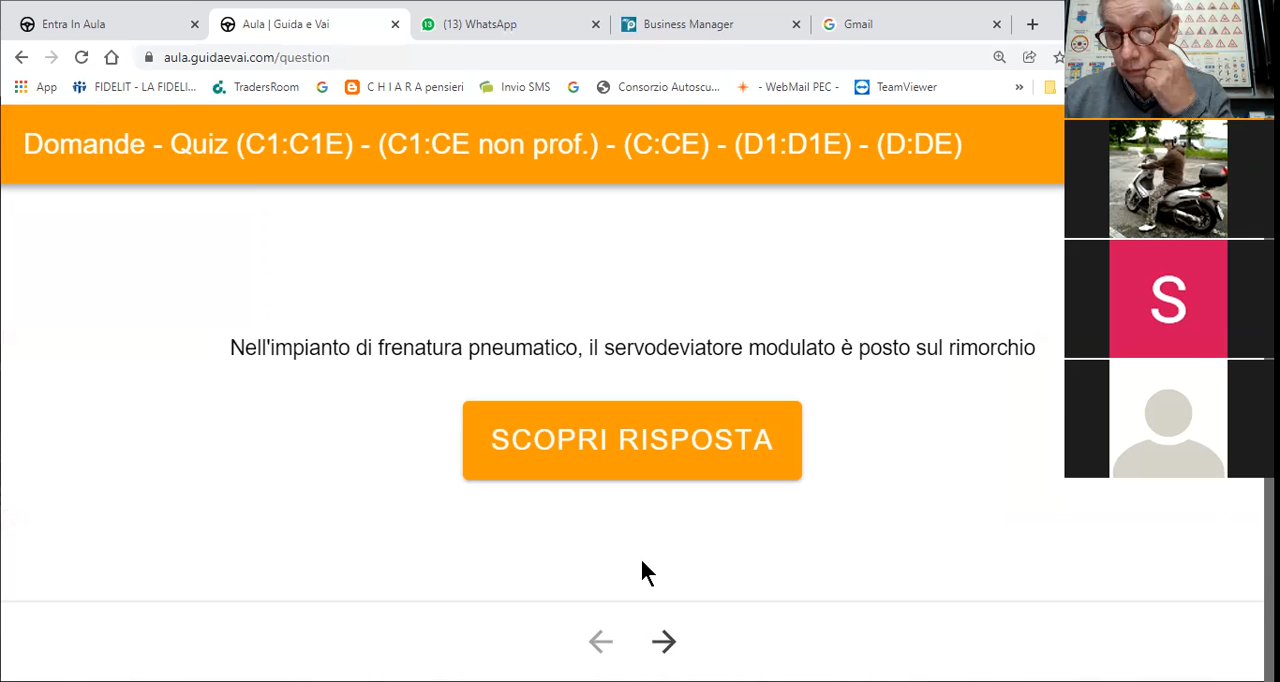 Entra In Aula
Aula | Guida e Vai
(13) WhatsApp
Business Manager
Gmail
aula.guidaevai.com/question
App
FIDELIT - LA FIDELI...
TradersRoom
C H I A R A pensieri
Invio SMS
Consorzio Autoscu...
- WebMail PEC -
TeamViewer
Domande - Quiz (C1:C1E) - (C1:CE non prof.) - (C:CE) - (D1:D1E) - (D:DE)
Nell'impianto di frenatura pneumatico, il servodeviatore modulato è posto sul rimorchio
SCOPRI RISPOSTA
S